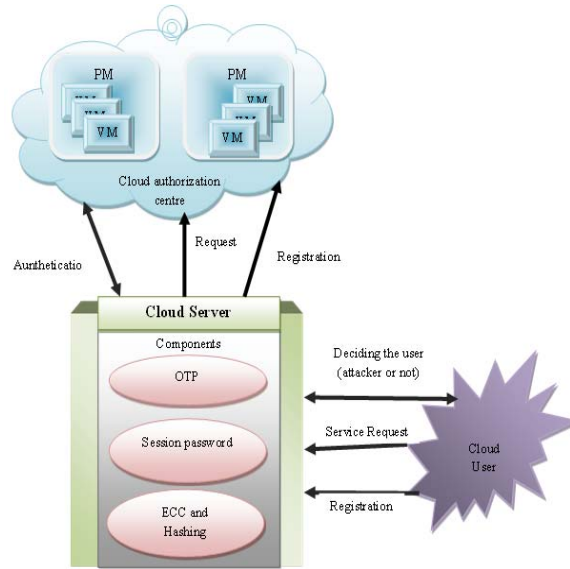 PM
PM
VM
VM
VM
VM
VM
VM
Cloud authorization
centre
Request
Registration
Auntheticatio
Cloud Server
Components
OTP
Session password
ECC and
Hashing
Deciding the user
(attacker or not)
Service Request
Cloud
User
Registration